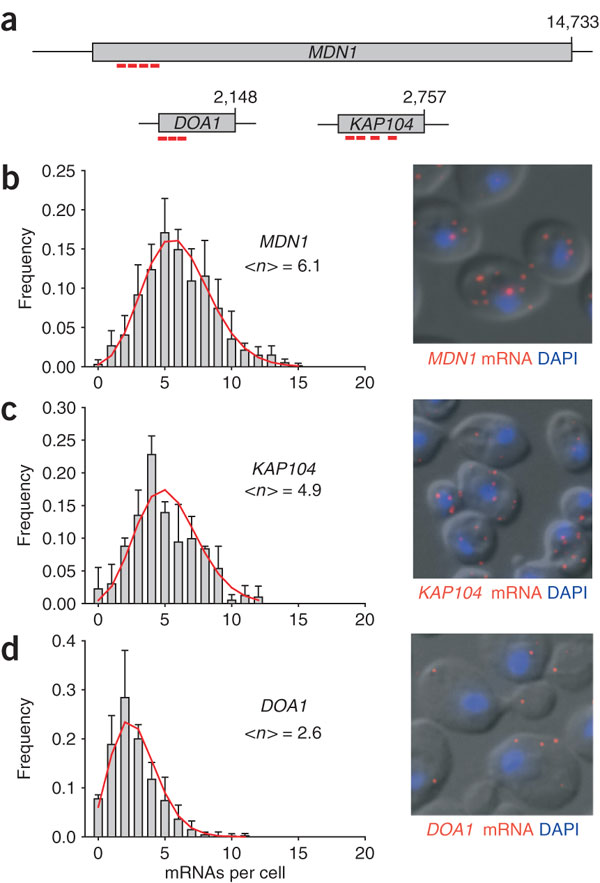 a
14,733
MDN1
2,148
DOA1
2,757
KAP104
b
Frequency
0.25
0.20
0.15
0.10
0.05
0.00
0 5 10 15 20
MDN1
<n> = 6.1
MDN1 mRNA DAPI
c
Frequency
0.30
0.25
0.20
0.15
0.10
0.05
0.00
0 5 10 15 20
KAP104
<n> = 4.9
KAP104 mRNA DAPI
d
Frequency
0.4
0.3
0.2
0.1
0.0
0 5 10 15 20
mRNAs per cell
DOA1
<n> = 2.6
DOA1 mRNA DAPI